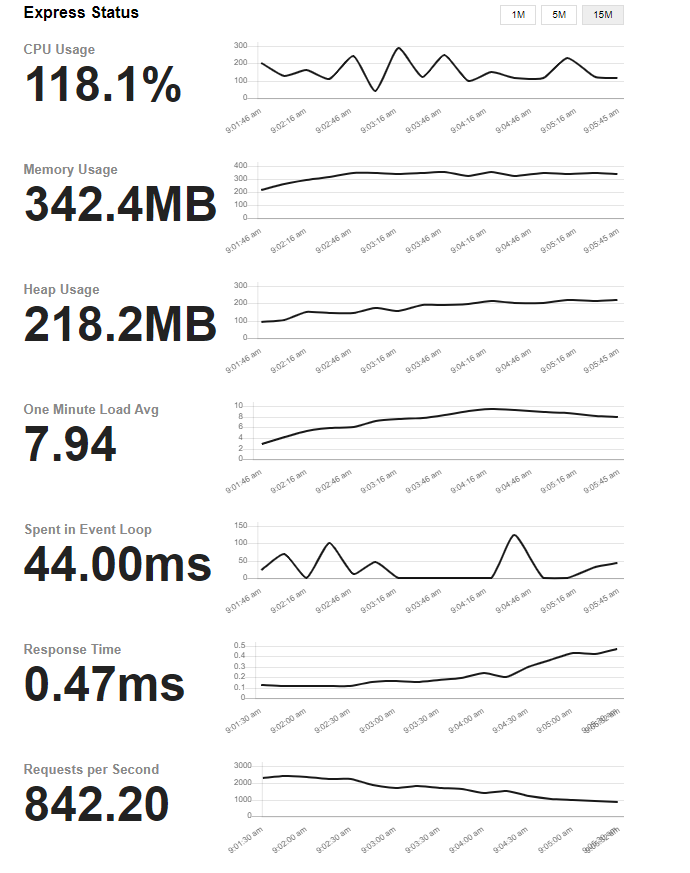 Express Status
1M 5M 15M
CPU Usage
118.1%
300
200
100
0
9:01:46 am 9:02:16 am 9:02:46 am 9:03:16 am 9:03:46 am 9:04:16 am 9:04:46 am 9:05:16 am 9:05:45 am
Memory Usage
342.4MB
400
300
200
100
0
9:01:46 am 9:02:16 am 9:02:46 am 9:03:16 am 9:03:46 am 9:04:16 am 9:04:46 am 9:05:16 am 9:05:45 am
Heap Usage
218.2MB
300
200
100
0
9:01:46 am 9:02:16 am 9:02:46 am 9:03:16 am 9:03:46 am 9:04:16 am 9:04:46 am 9:05:16 am 9:05:45 am
One Minute Load Avg
7.94
10
8
6
4
2
0
9:01:46 am 9:02:16 am 9:02:46 am 9:03:16 am 9:03:46 am 9:04:16 am 9:04:46 am 9:05:16 am 9:05:45 am
Spent in Event Loop
44.00ms
150
100
50
0
9:01:46 am 9:02:16 am 9:02:46 am 9:03:16 am 9:03:46 am 9:04:16 am 9:04:46 am 9:05:16 am 9:05:45 am
Response Time
0.47ms
0.5
0.4
0.3
0.2
0.1
0
9:01:30 am 9:02:00 am 9:02:30 am 9:03:00 am 9:03:30 am 9:04:00 am 9:04:30 am 9:05:00 am
Requests per Second
842.20
3000
2000
1000
0
9:01:30 am 9:02:00 am 9:02:30 am 9:03:00 am 9:03:30 am 9:04:00 am 9:04:30 am 9:05:00 am